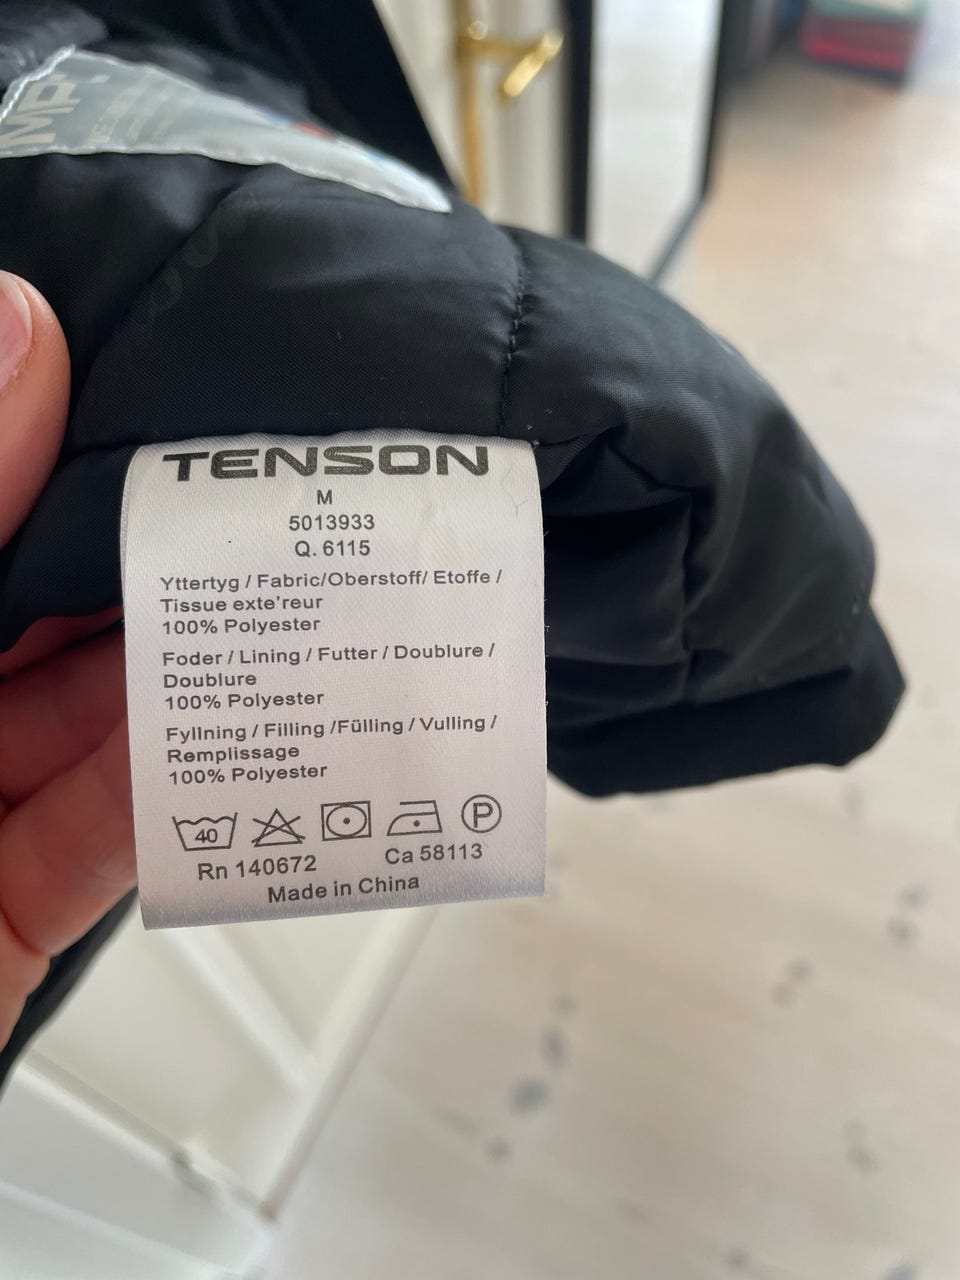 MP
TENSON
M
5013933
Q. 6115
Yttertyg / Fabric/Oberstoff/ Etoffe /
Tissue exte'reur
100% Polyester
Foder / Lining / Futter / Doublure /
Doublure
100% Polyester
Fyllning / Filling /Fülling / Vulling /
Remplissage
100% Polyester
40 P
Rn 140672 Ca 58113
Made in China